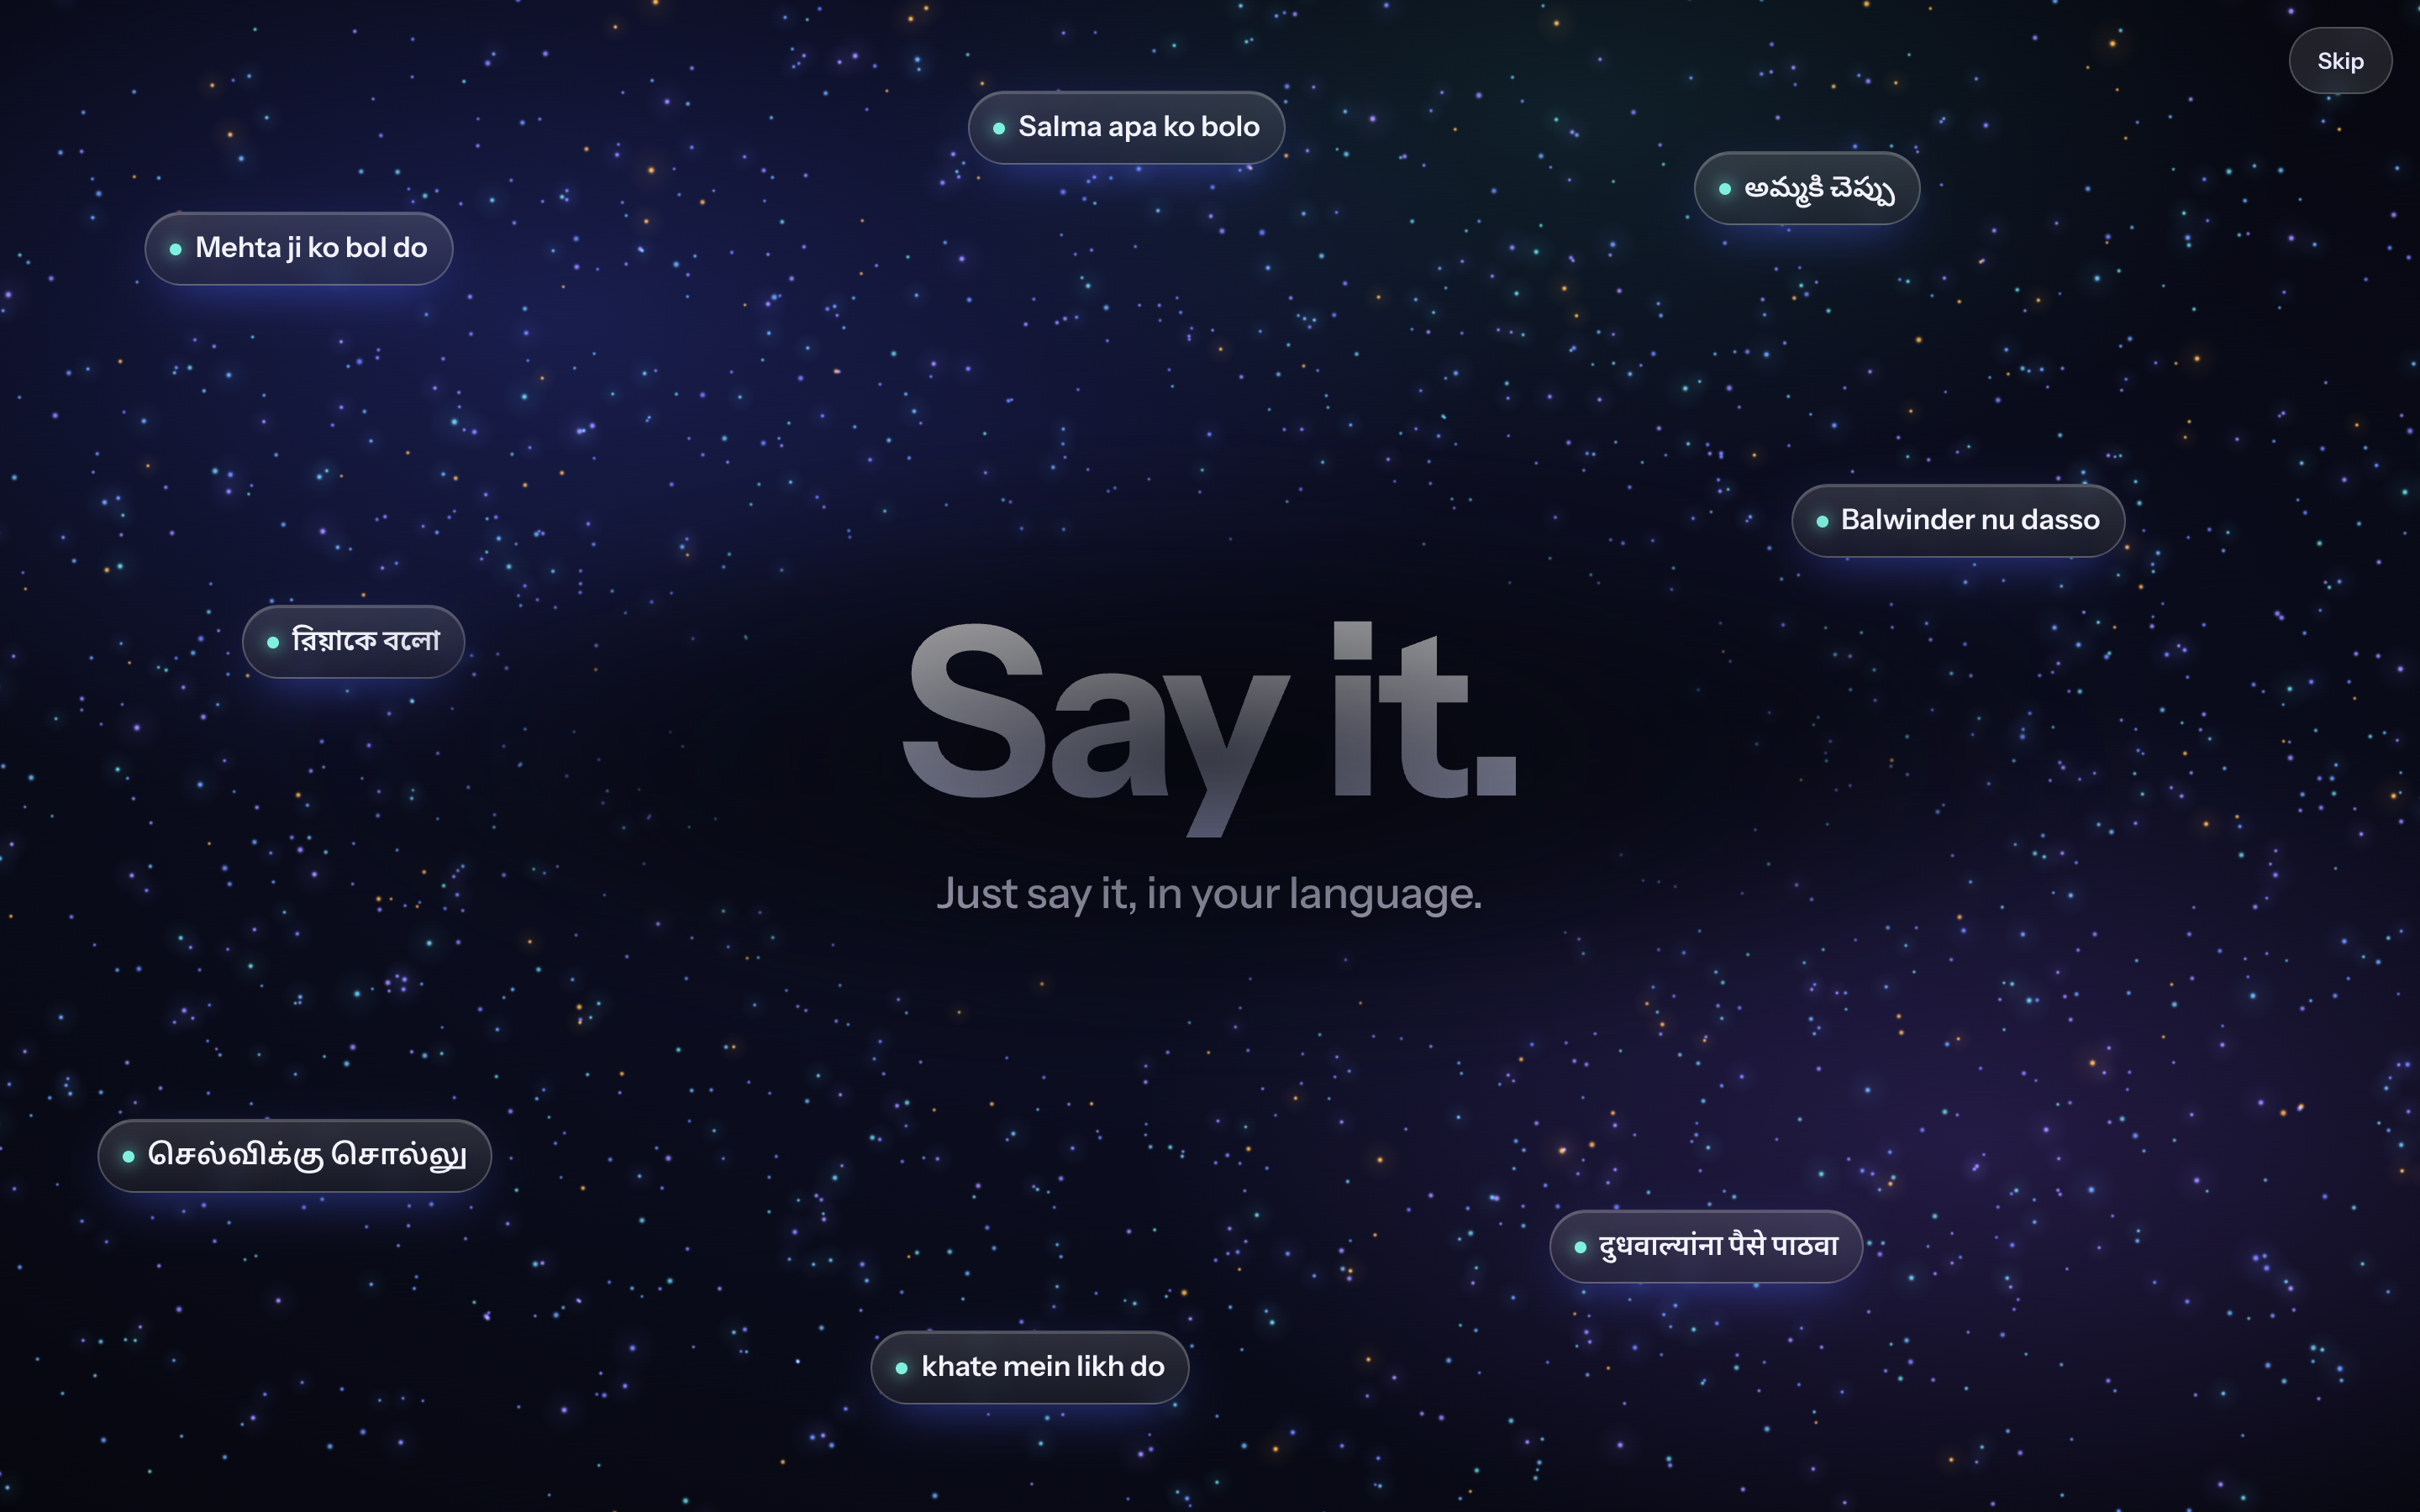 Skip
Salma apa ko bolo
అమ్మకి చెప్పు
Mehta ji ko bol do
Balwinder nu dasso
রিয়াকে বলো
Say it.
Just say it, in your language.
செல்விக்கு சொல்லு
दुधवाल्यांना पैसे पाठवा
khate mein likh do